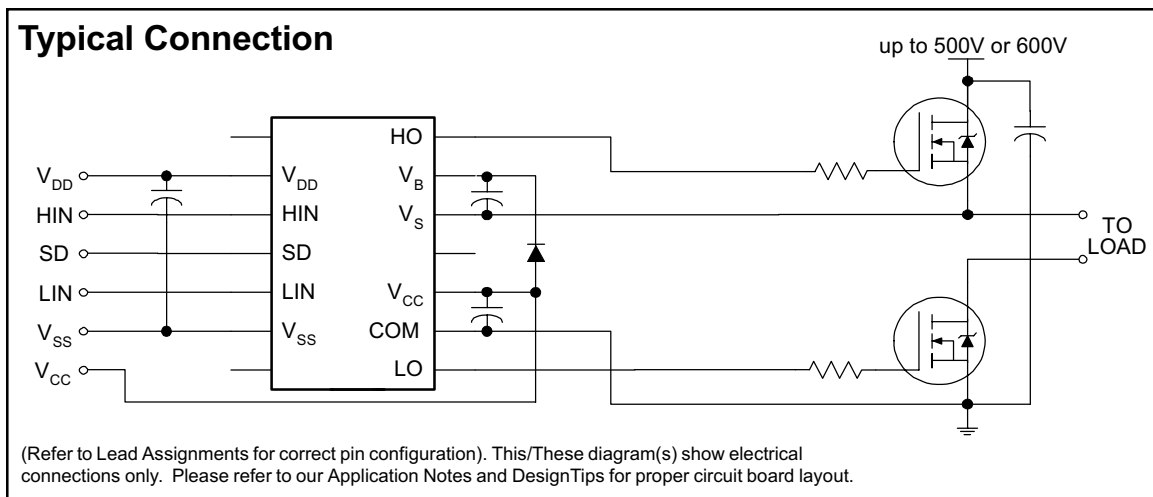 Typical Connection
up to 500V or 600V
HO
VDD
VDD
VB
HIN
HIN
VS
TO
LOAD
SD
SD
LIN
LIN
VCC
VSS
VSS
COM
VCC
LO
(Refer to Lead Assignments for correct pin configuration). This/These diagram(s) show electrical
connections only. Please refer to our Application Notes and DesignTips for proper circuit board layout.